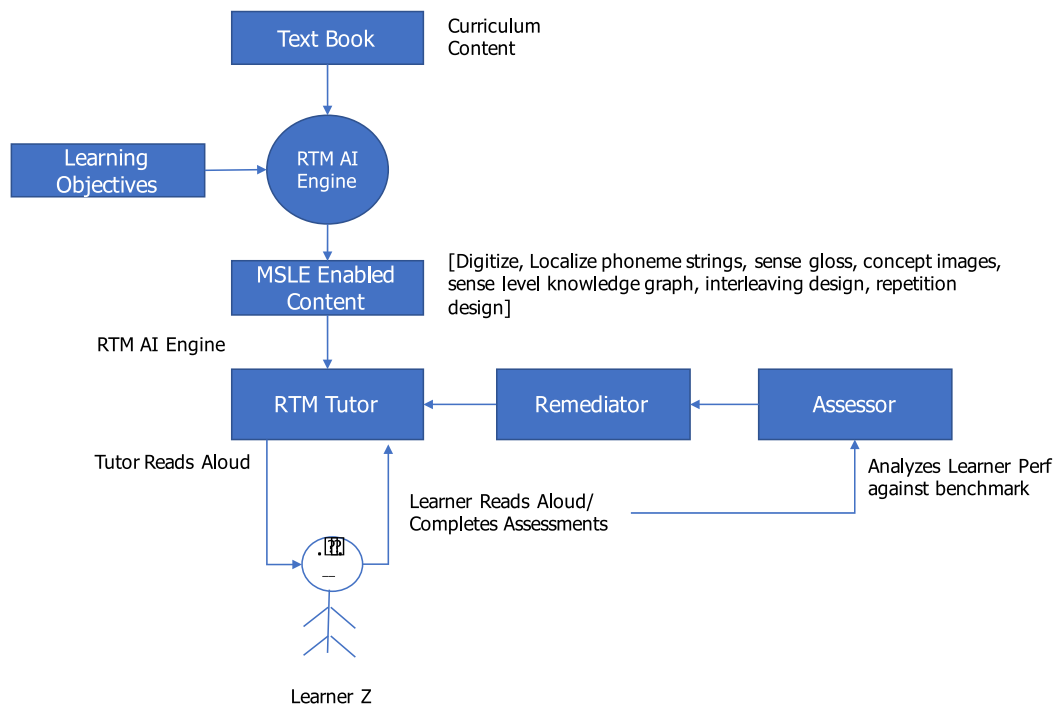 Text Book
Curriculum
Content
Learning
Objectives
RTM AI
Engine
MSLE Enabled
Content
[Digitize, Localize phoneme strings, sense gloss, concept images,
sense level knowledge graph, interleaving design, repetition
design]
RTM AI Engine
RTM Tutor
Remediator
Assessor
Tutor Reads Aloud
Analyzes Learner Perf
against benchmark
Learner Reads Aloud/
Completes Assessments
Learner Z